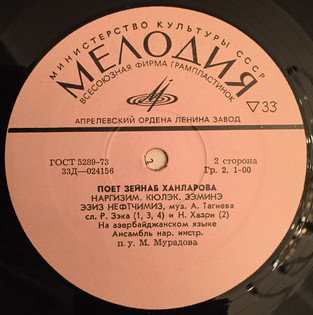 МИНИСТЕРСТВО КУЛЬТУРЫ СССР
МЕЛОДИЯ
ВСЕСОЮЗНАЯ ФИРМА ГРАМПЛАСТИНОК
▽33
АПРЕЛЕВСКИЙ ОРДЕНА ЛЕНИНА ЗАВОД
ГОСТ 5289-73 2 сторона
33Д—024156 Гр. 2. 1-00
ПОЕТ ЗЕЙНАБ ХАНЛАРОВА
НАРГИЗИМ. КЮЛЭК. ЗЭМИНЭ
ЭЗИЗ НЕФТЧИМИЗ, муз. А. Тагиева
сл. Р. Зэка (1, 3, 4) и Н. Хазри (2)
На азербайджанском языке
Ансамбль нар. инстр.
п. у. М. Мурадова